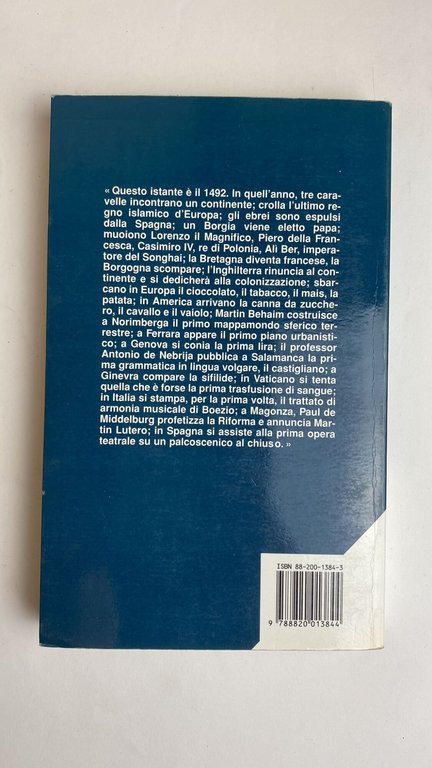 « Questo istante è il 1492. In quell'anno, tre cara-
velle incontrano un continente; crolla l'ultimo re-
gno islamico d'Europa; gli ebrei sono espulsi
dalla Spagna; un Borgia viene eletto papa;
muoiono Lorenzo il Magnifico, Piero della Fran-
cesca, Casimiro IV, re di Polonia, Alì Ber, impera-
tore del Songhai; la Bretagna diventa francese, la
Borgogna scompare; l'Inghilterra rinuncia al con-
tinente e si dedicherà alla colonizzazione; sbar-
cano in Europa il cioccolato, il tabacco, il mais, la
patata; in America arrivano la canna da zucche-
ro, il cavallo e il vaiolo; Martin Behaim costruisce
a Norimberga il primo mappamondo sferico ter-
restre; a Ferrara appare il primo piano urbanisti-
co; a Genova si conia la prima lira; il professor
Antonio de Nebrija pubblica a Salamanca la pri-
ma grammatica in lingua volgare, il castigliano; a
Ginevra compare la sifilide; in Vaticano si tenta
quella che è forse la prima trasfusione di sangue;
in Italia si stampa, per la prima volta, il trattato di
armonia musicale di Boezio; a Magonza, Paul de
Middelburg profetizza la Riforma e annuncia Mar-
tin Lutero; in Spagna si assiste alla prima opera
teatrale su un palcoscenico al chiuso. »
ISBN 88-200-1384-3
9 788820 013844